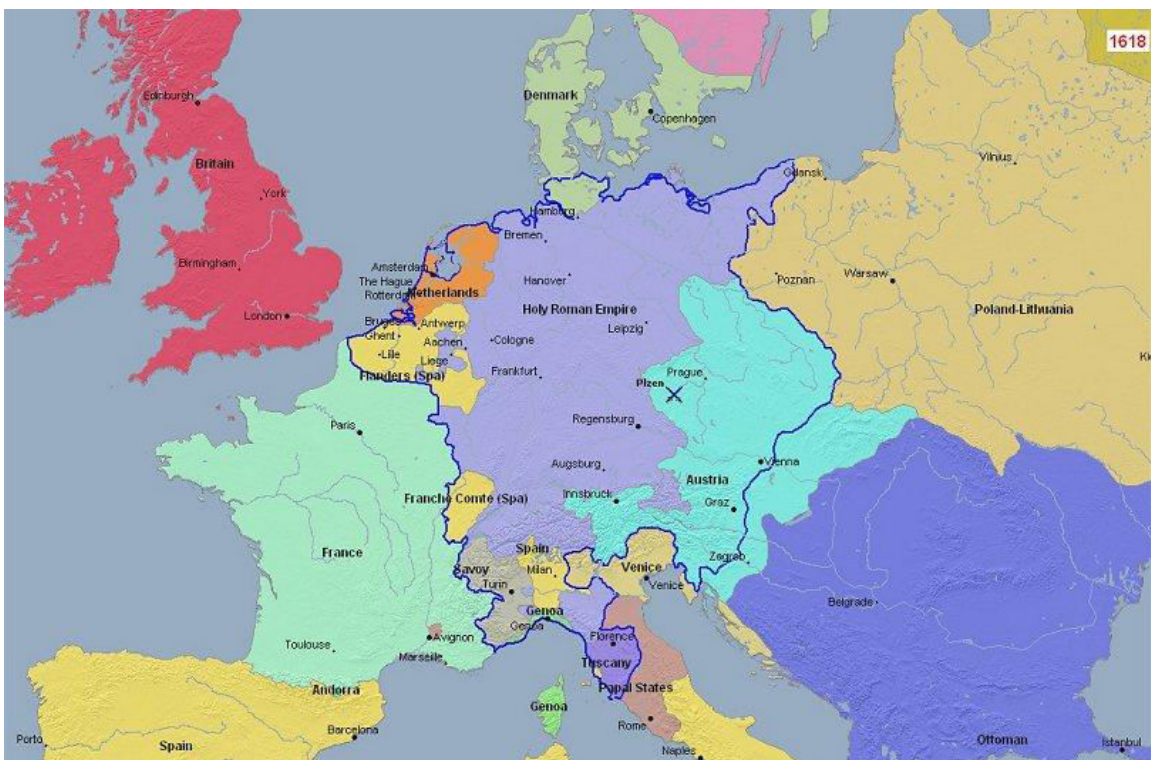 1618
Edinburgh
Denmark
Copenhagen
Britain
Vilnius
Gdansk
York
Hamburg
Bremen
Birmingham
Amsterdam
The Hague
Netherlands
Rotterdam
Hanover
Poznan
Warsaw
London
Bruges
Antwerp
Holy Roman Empire
Poland-Lithuania
Ghent
Leipzig
Aachen
Cologne
Lille
Liege
Flanders (Spa)
Frankfurt
Prague
Plzen
Paris
Regensburg
Augsburg
Vienna
Austria
Franche Comté (Spa)
Innsbruck
Graz
France
Spain
Zagreb
Savoy
Milan
Venice
Turin
Venice
Belgrade
Genoa
Genoa
Avignon
Florence
Toulouse
Marseille
Tuscany
Andorra
Papal States
Genoa
Rome
Barcelona
Porto
Spain
Naples
Ottoman
Istanbul